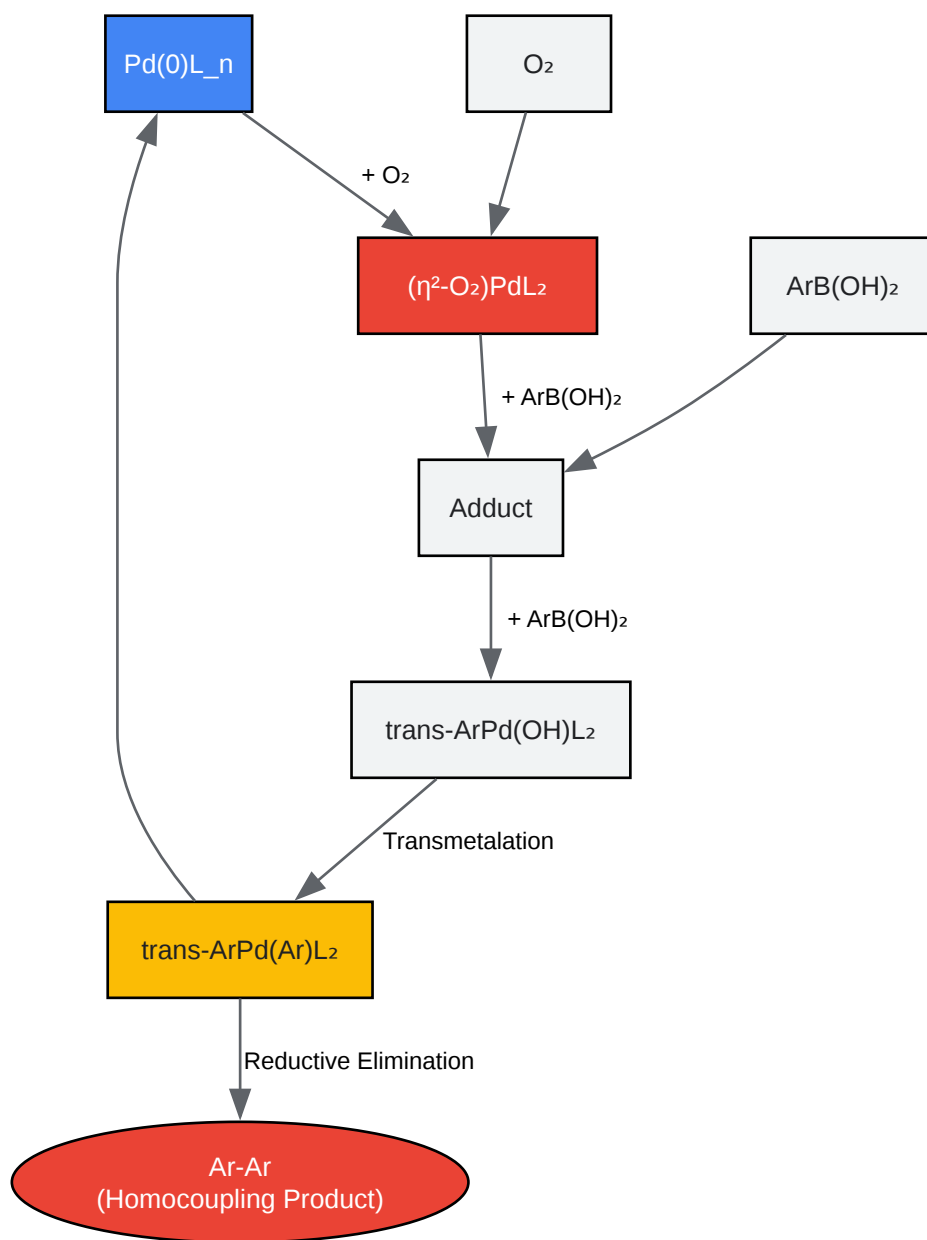 Pd(0)L_n
O₂
+ O₂
(η²-O₂)PdL₂
ArB(OH)₂
+ ArB(OH)₂
Adduct
+ ArB(OH)₂
trans-ArPd(OH)L₂
Transmetalation
trans-ArPd(Ar)L₂
Reductive Elimination
Ar-Ar
(Homocoupling Product)